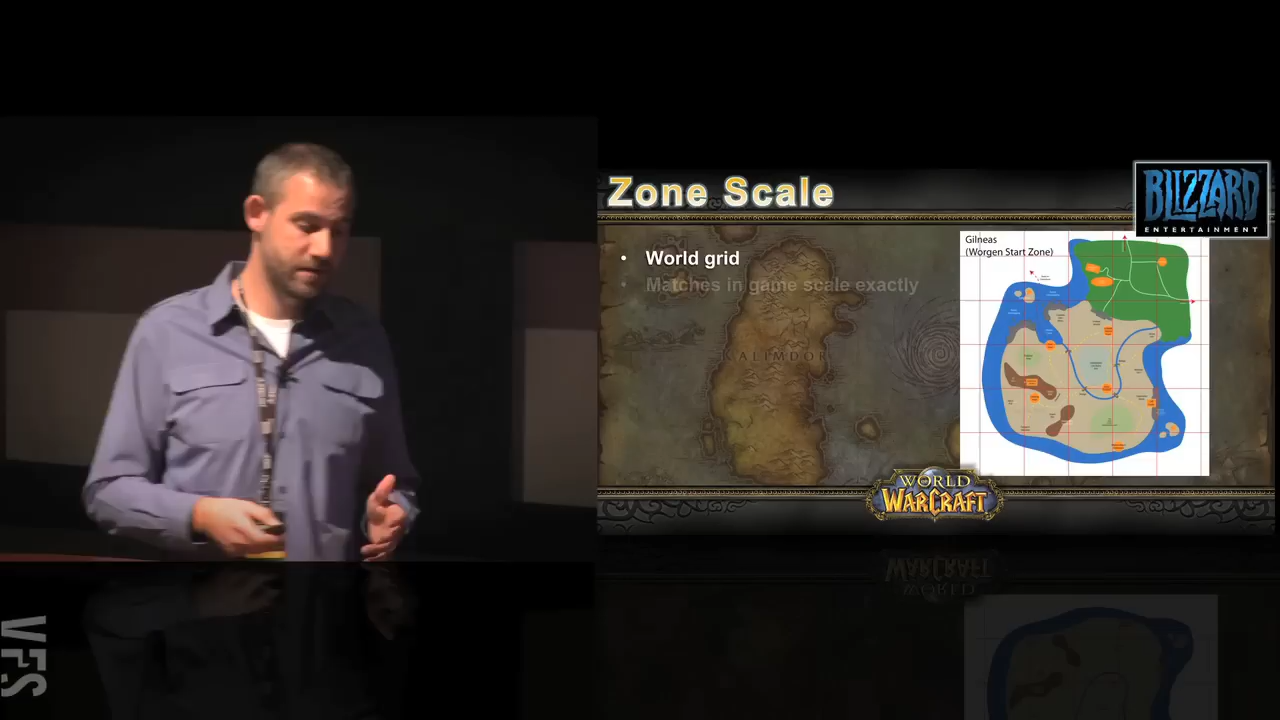 Zone Scale
BLIZZARD
ENTERTAINMENT
• World grid
• Matches in game scale exactly
Gilneas
(Worgen Start Zone)
KALIMDOR
WORLD
WARCRAFT
VFS